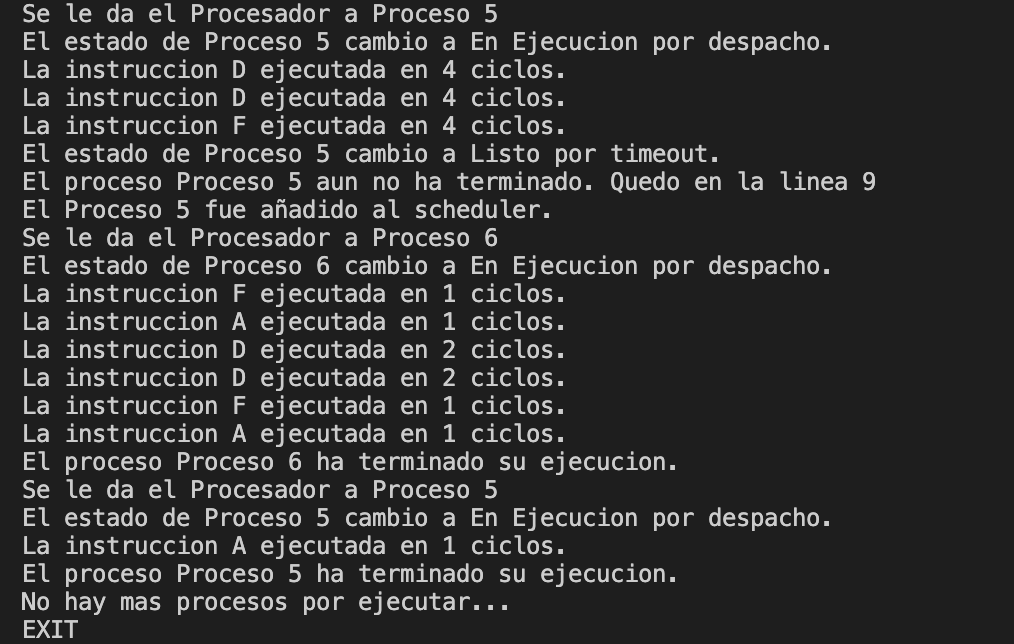 Se le da el Procesador a Proceso 5
El estado de Proceso 5 cambio a En Ejecucion por despacho.
La instruccion D ejecutada en 4 ciclos.
La instruccion D ejecutada en 4 ciclos.
La instruccion F ejecutada en 4 ciclos.
El estado de Proceso 5 cambio a Listo por timeout.
El proceso Proceso 5 aun no ha terminado. Quedo en la linea 9
El Proceso 5 fue añadido al scheduler.
Se le da el Procesador a Proceso 6
El estado de Proceso 6 cambio a En Ejecucion por despacho.
La instruccion F ejecutada en 1 ciclos.
La instruccion A ejecutada en 1 ciclos.
La instruccion D ejecutada en 2 ciclos.
La instruccion D ejecutada en 2 ciclos.
La instruccion F ejecutada en 1 ciclos.
La instruccion A ejecutada en 1 ciclos.
El proceso Proceso 6 ha terminado su ejecucion.
Se le da el Procesador a Proceso 5
El estado de Proceso 5 cambio a En Ejecucion por despacho.
La instruccion A ejecutada en 1 ciclos.
El proceso Proceso 5 ha terminado su ejecucion.
No hay mas procesos por ejecutar...
EXIT